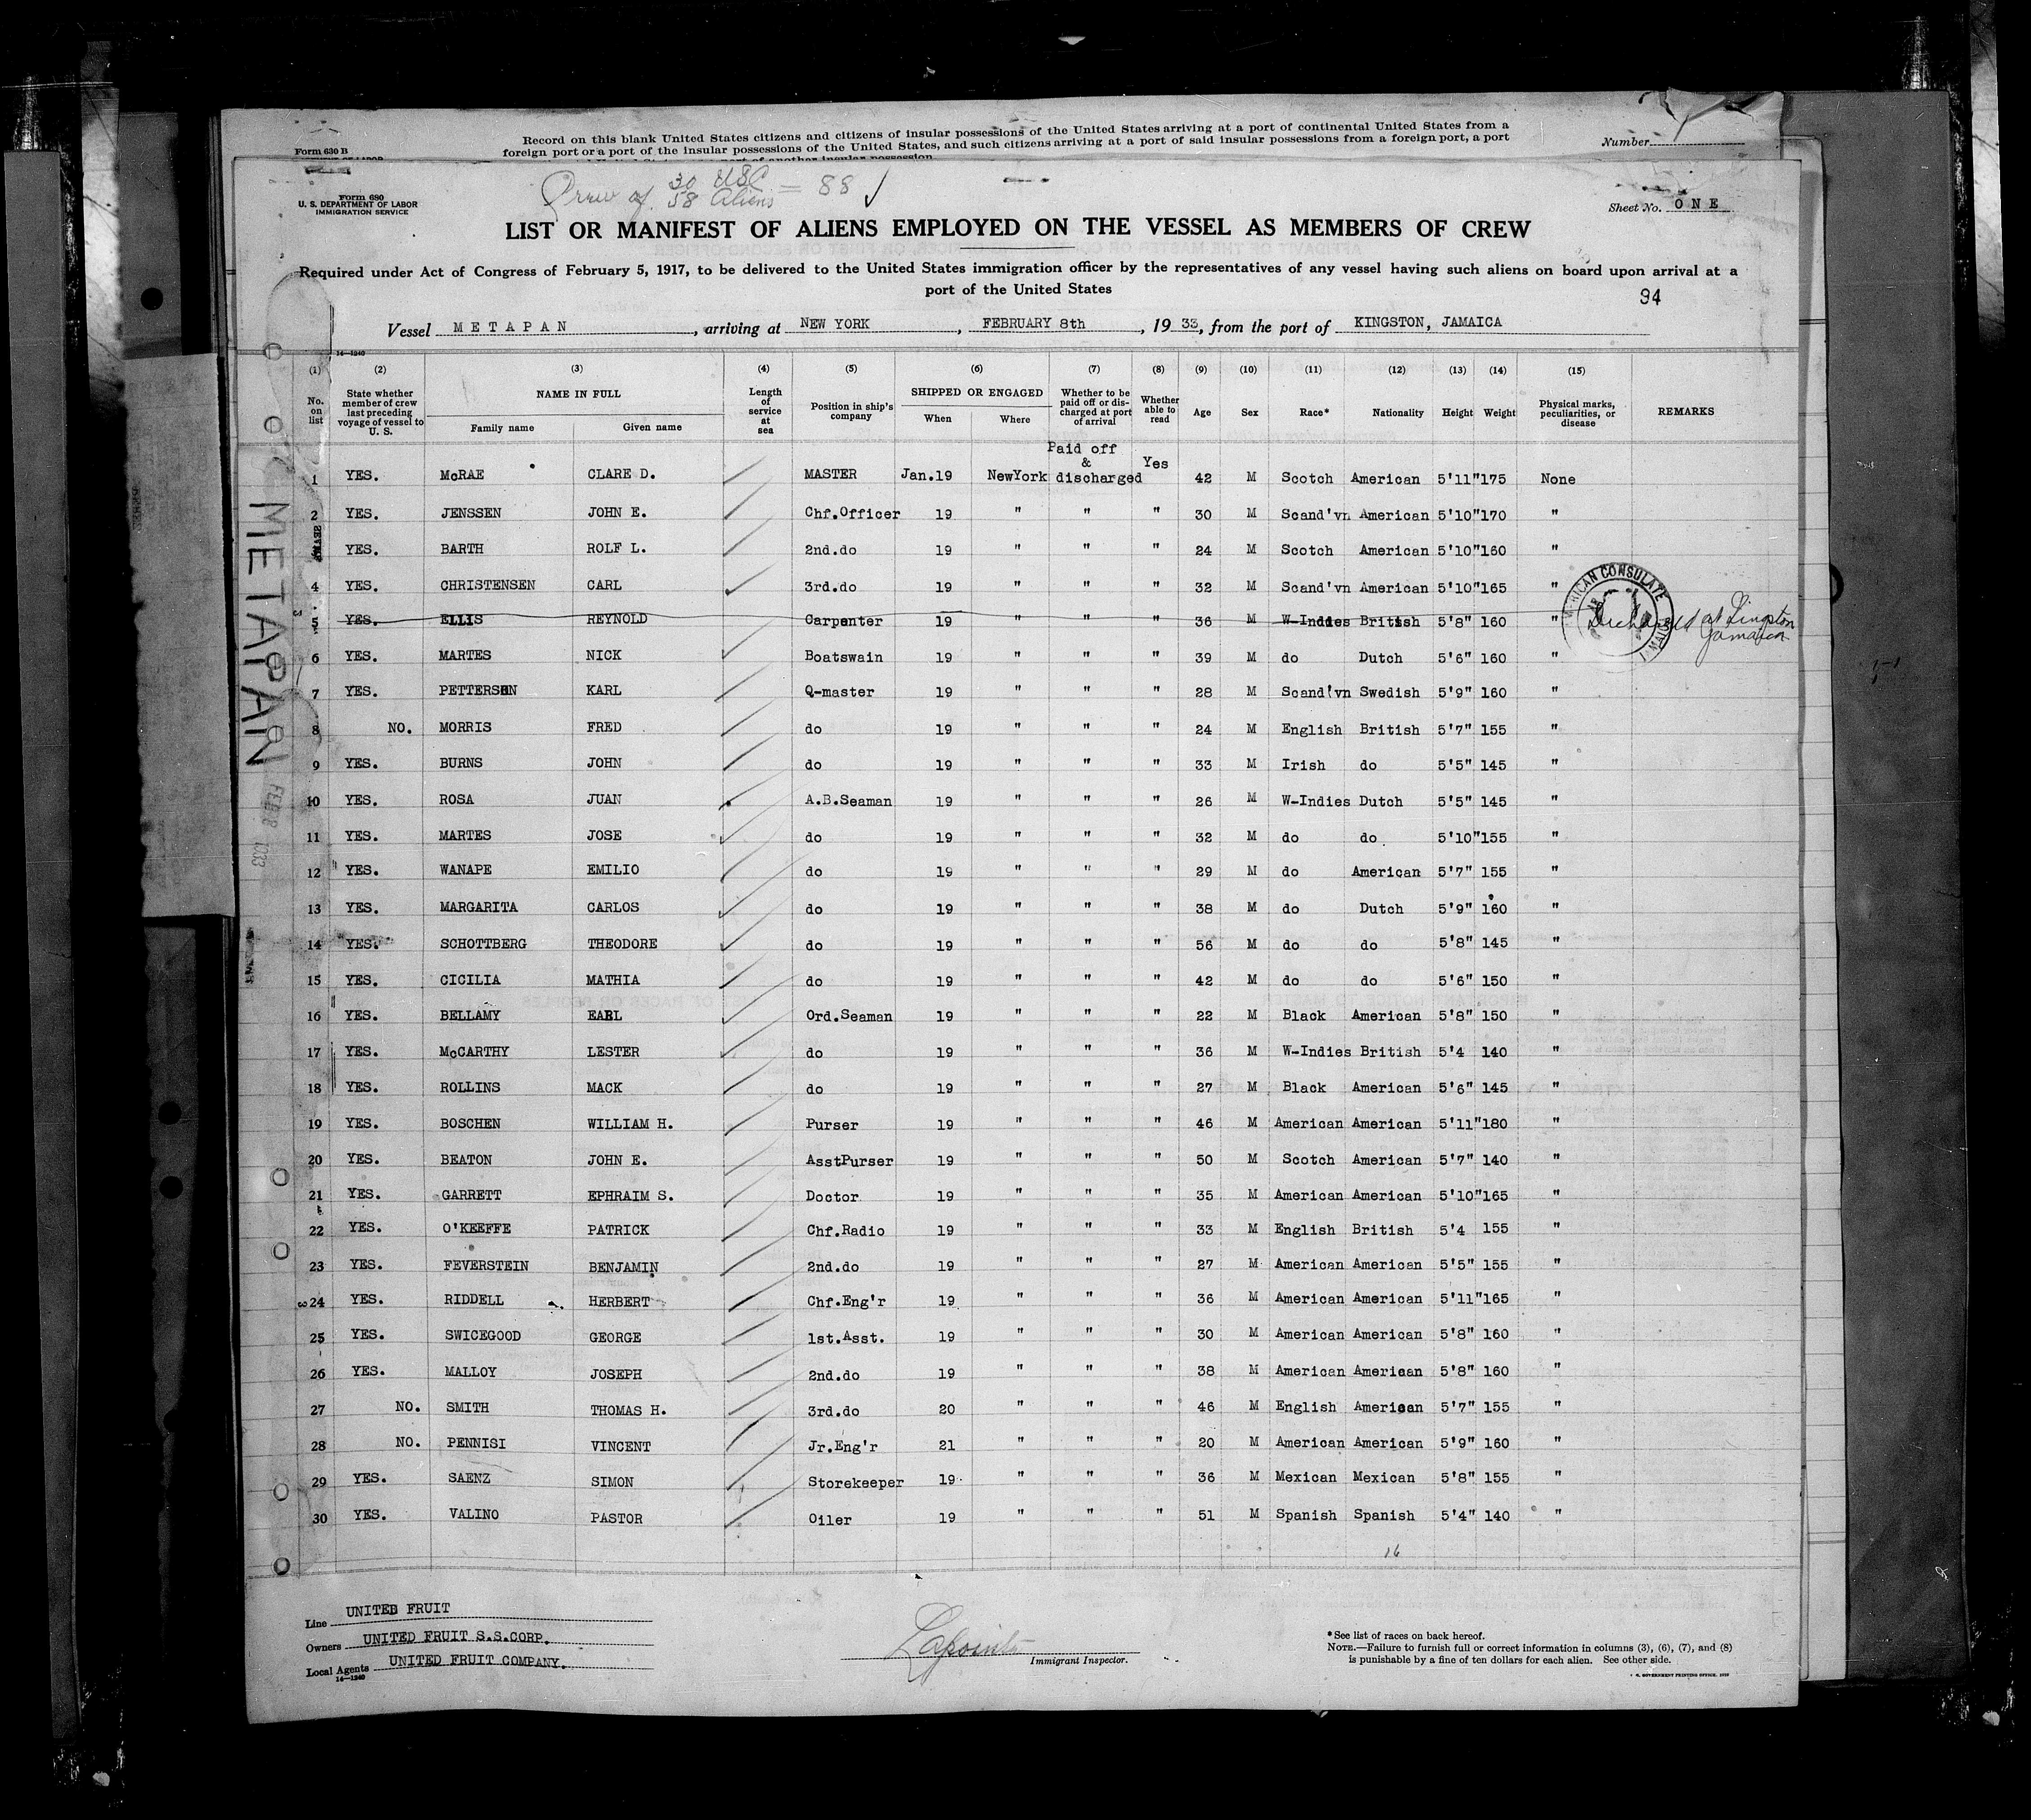 Form 630 B
Record on this blank United States citizens and citizens of insular possessions of the United States arriving at a port of continental United States from a
foreign port or a port of the insular possessions of the United States, and such citizens arriving at a port of said insular possessions from a foreign port, a port
Number
Form 680
U. S. DEPARTMENT OF LABOR
IMMIGRATION SERVICE
Crew of 30 USC
58 Aliens = 88
Sheet No. ONE
LIST OR MANIFEST OF ALIENS EMPLOYED ON THE VESSEL AS MEMBERS OF CREW
Required under Act of Congress of February 5, 1917, to be delivered to the United States immigration officer by the representatives of any vessel having such aliens on board upon arrival at a
port of the United States
94
Vessel METAPAN, arriving at NEW YORK, FEBRUARY 8th, 1933, from the port of KINGSTON, JAMAICA
14—1240
(1) (2) (3) (4) (5) (6) (7) (8) (9) (10) (11) (12) (13) (14) (15)
No. on list
State whether member of crew last preceding voyage of vessel to U. S.
NAME IN FULL
Family name Given name
Length of service at sea
Position in ship's company
SHIPPED OR ENGAGED
When Where
Whether to be paid off or discharged at port of arrival
Whether able to read
Age Sex Race* Nationality Height Weight
Physical marks, peculiarities, or disease
REMARKS
1 YES. McRAE CLARE D. MASTER Jan.19 NewYork Paid off & discharged Yes 42 M Scotch American 5'11" 175 None
2 YES. JENSSEN JOHN E. Chf.Officer 19 " " " 30 M Scand'vn American 5'10" 170 "
3 YES. BARTH ROLF L. 2nd.do 19 " " " 24 M Scotch American 5'10" 160 "
4 YES. CHRISTENSEN CARL 3rd.do 19 " " " 32 M Scand'vn American 5'10" 165 "
5 YES. ELLIS REYNOLD Carpenter 19 " " " 36 M W-Indies British 5'8" 160 " Discharged at Kingston Jamaica
6 YES. MARTES NICK Boatswain 19 " " " 39 M do Dutch 5'6" 160 "
7 YES. PETTERSON KARL Q-master 19 " " " 28 M Scand'vn Swedish 5'9" 160 "
8 NO. MORRIS FRED do 19 " " " 24 M English British 5'7" 155 "
9 YES. BURNS JOHN do 19 " " " 33 M Irish do 5'5" 145 "
10 YES. ROSA JUAN A.B.Seaman 19 " " " 26 M W-Indies Dutch 5'5" 145 "
11 YES. MARTES JOSE do 19 " " " 32 M do do 5'10" 155 "
12 YES. WANAPE EMILIO do 19 " " " 29 M do American 5'7" 155 "
13 YES. MARGARITA CARLOS do 19 " " " 38 M do Dutch 5'9" 160 "
14 YES. SCHOTTBERG THEODORE do 19 " " " 56 M do do 5'8" 145 "
15 YES. CICILIA MATHIA do 19 " " " 42 M do do 5'6" 150 "
16 YES. BELLAMY EARL Ord.Seaman 19 " " " 22 M Black American 5'8" 150 "
17 YES. McCARTHY LESTER do 19 " " " 36 M W-Indies British 5'4 140 "
18 YES. ROLLINS MACK do 19 " " " 27 M Black American 5'6" 145 "
19 YES. BOSCHEN WILLIAM H. Purser 19 " " " 46 M American American 5'11" 180 "
20 YES. BEATON JOHN E. AsstPurser 19 " " " 50 M Scotch American 5'7" 140 "
21 YES. GARRETT EPHRAIM S. Doctor 19 " " " 35 M American American 5'10" 165 "
22 YES. O'KEEFFE PATRICK Chf.Radio 19 " " " 33 M English British 5'4 155 "
23 YES. FEVERSTEIN BENJAMIN 2nd.do 19 " " " 27 M American American 5'5" 155 "
24 YES. RIDDELL HERBERT Chf.Eng'r 19 " " " 36 M American American 5'11" 165 "
25 YES. SWICEGOOD GEORGE 1st.Asst. 19 " " " 30 M American American 5'8" 160 "
26 YES. MALLOY JOSEPH 2nd.do 19 " " " 38 M American American 5'8" 160 "
27 NO. SMITH THOMAS H. 3rd.do 20 " " " 46 M English American 5'7" 155 "
28 NO. PENNISI VINCENT Jr.Eng'r 21 " " " 20 M American American 5'9" 160 "
29 YES. SAENZ SIMON Storekeeper 19 " " " 36 M Mexican Mexican 5'8" 155 "
30 YES. VALINO PASTOR Oiler 19 " " " 51 M Spanish Spanish 5'4" 140 "
16
AMERICAN CONSULATE
METAPAN
FEB 8 1933
Line UNITED FRUIT
Owners UNITED FRUIT S.S.CORP.
Local Agents UNITED FRUIT COMPANY.
14—1240
Lapointe
Immigrant Inspector.
*See list of races on back hereof.
NOTE.—Failure to furnish full or correct information in columns (3), (6), (7), and (8)
is punishable by a fine of ten dollars for each alien. See other side.